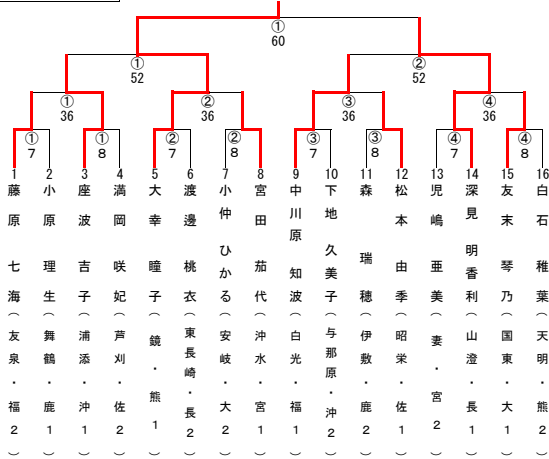 ①
60
① ②
52 52
① ② ③ ④
36 36 36 36
① ① ② ② ③ ③ ④ ④
7 8 7 8 7 8 7 8
1 2 3 4 5 6 7 8 9 10 11 12 13 14 15 16
藤原 七海(友泉・福2)
小原 理生(舞鶴・鹿1)
座波 吉子(浦添・沖1)
満岡 咲妃(芦刈・佐2)
大幸 瞳子(鏡・熊1)
渡邊 桃衣(東長崎・長2)
小仲 ひかる(安岐・大2)
宮田 茄代(沖水・宮1)
中川原 知波(白光・福1)
下地 久美子(与那原・沖2)
森 瑞穂(伊敷・鹿2)
松本 由季(昭栄・佐1)
児嶋 亜美(妻・宮2)
深見 明香利(山澄・長1)
友末 琴乃(国東・大1)
白石 稚葉(天明・熊2)